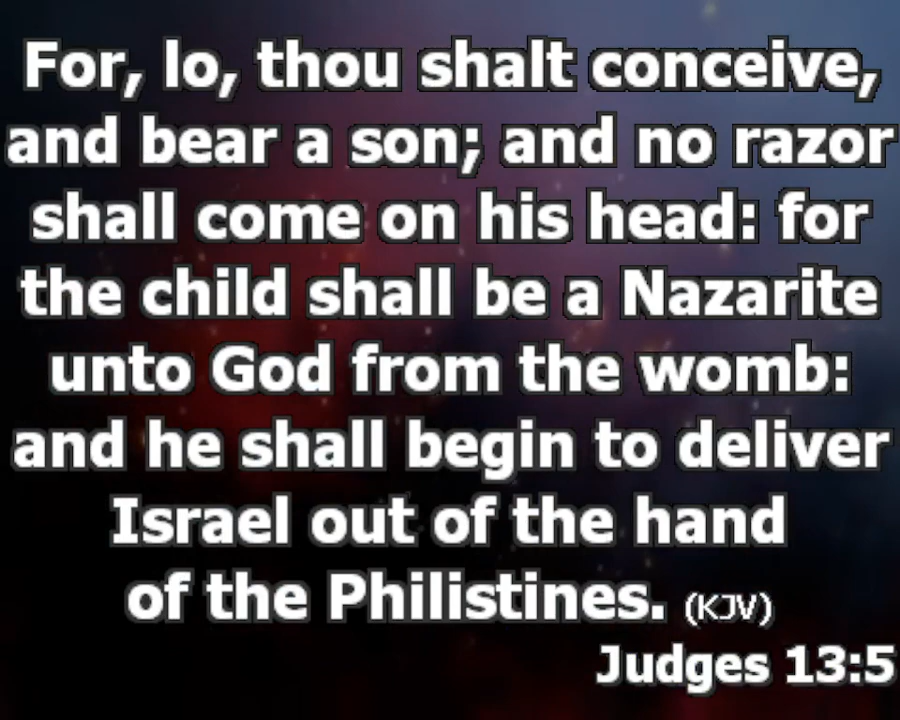 For, lo, thou shalt conceive,
and bear a son; and no razor
shall come on his head: for
the child shall be a Nazarite
unto God from the womb:
and he shall begin to deliver
Israel out of the hand
of the Philistines. (KJV)
Judges 13:5